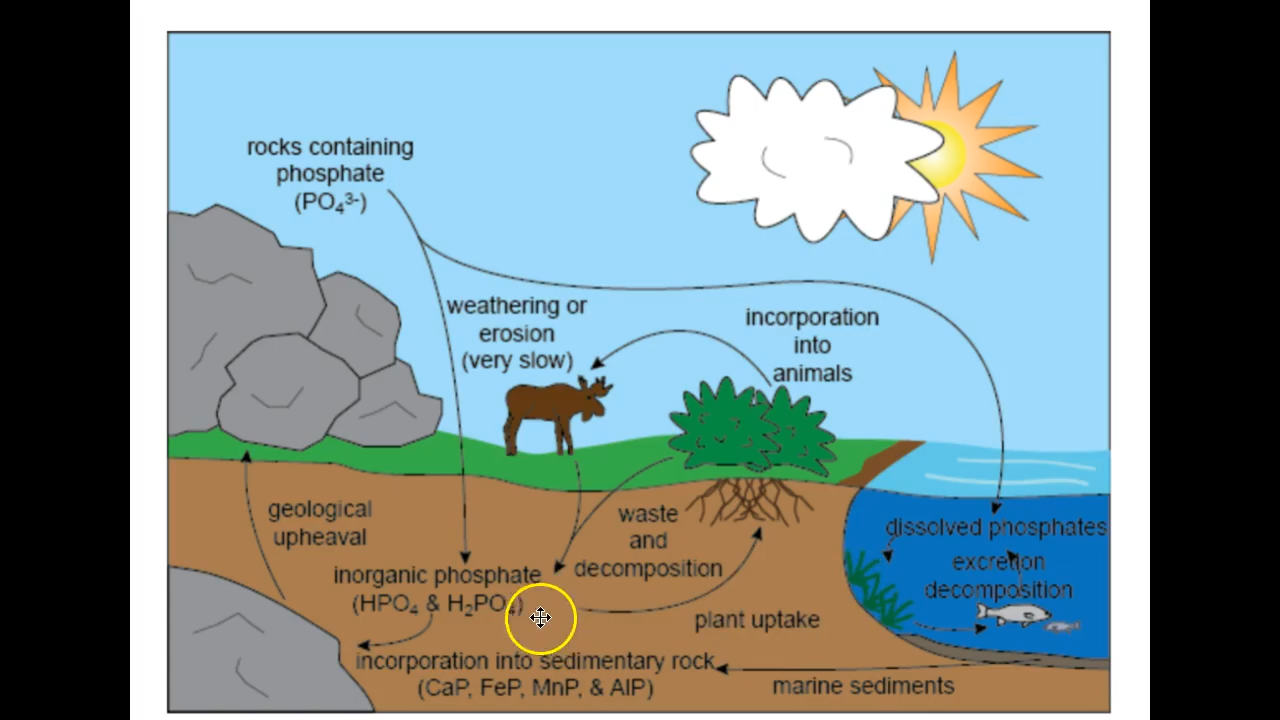 rocks containing
phosphate
(PO₄³⁻)
weathering or
erosion
(very slow)
incorporation
into
animals
geological
upheaval
waste
and
decomposition
dissolved phosphates
excretion
decomposition
inorganic phosphate
(HPO₄ & H₂PO₄)
plant uptake
incorporation into sedimentary rock
(CaP, FeP, MnP, & AlP)
marine sediments